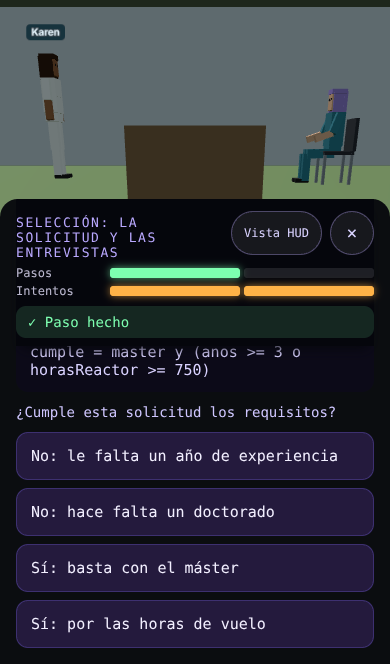 Karen
SELECCIÓN: LA
SOLICITUD Y LAS
ENTREVISTAS
Vista HUD
×
Pasos
Intentos
✓ Paso hecho
cumple = master y (anos >= 3 o
horasReactor >= 750)
¿Cumple esta solicitud los requisitos?
No: le falta un año de experiencia
No: hace falta un doctorado
Sí: basta con el máster
Sí: por las horas de vuelo